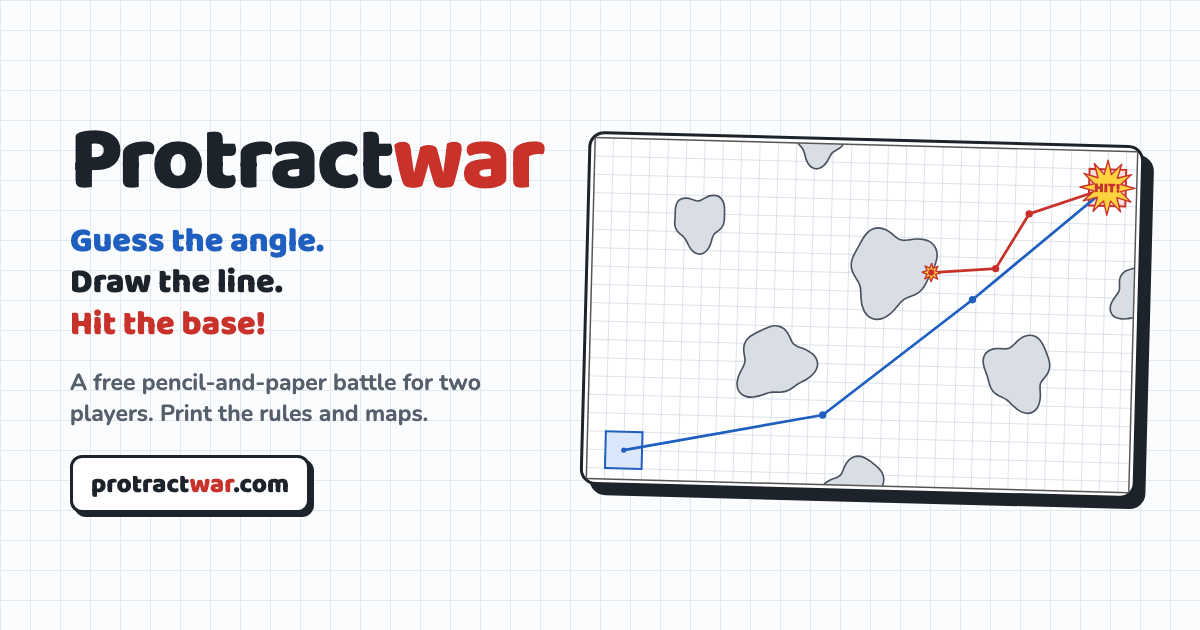 Protractwar
Guess the angle.
Draw the line.
Hit the base!
A free pencil-and-paper battle for two
players. Print the rules and maps.
protractwar.com
HIT!